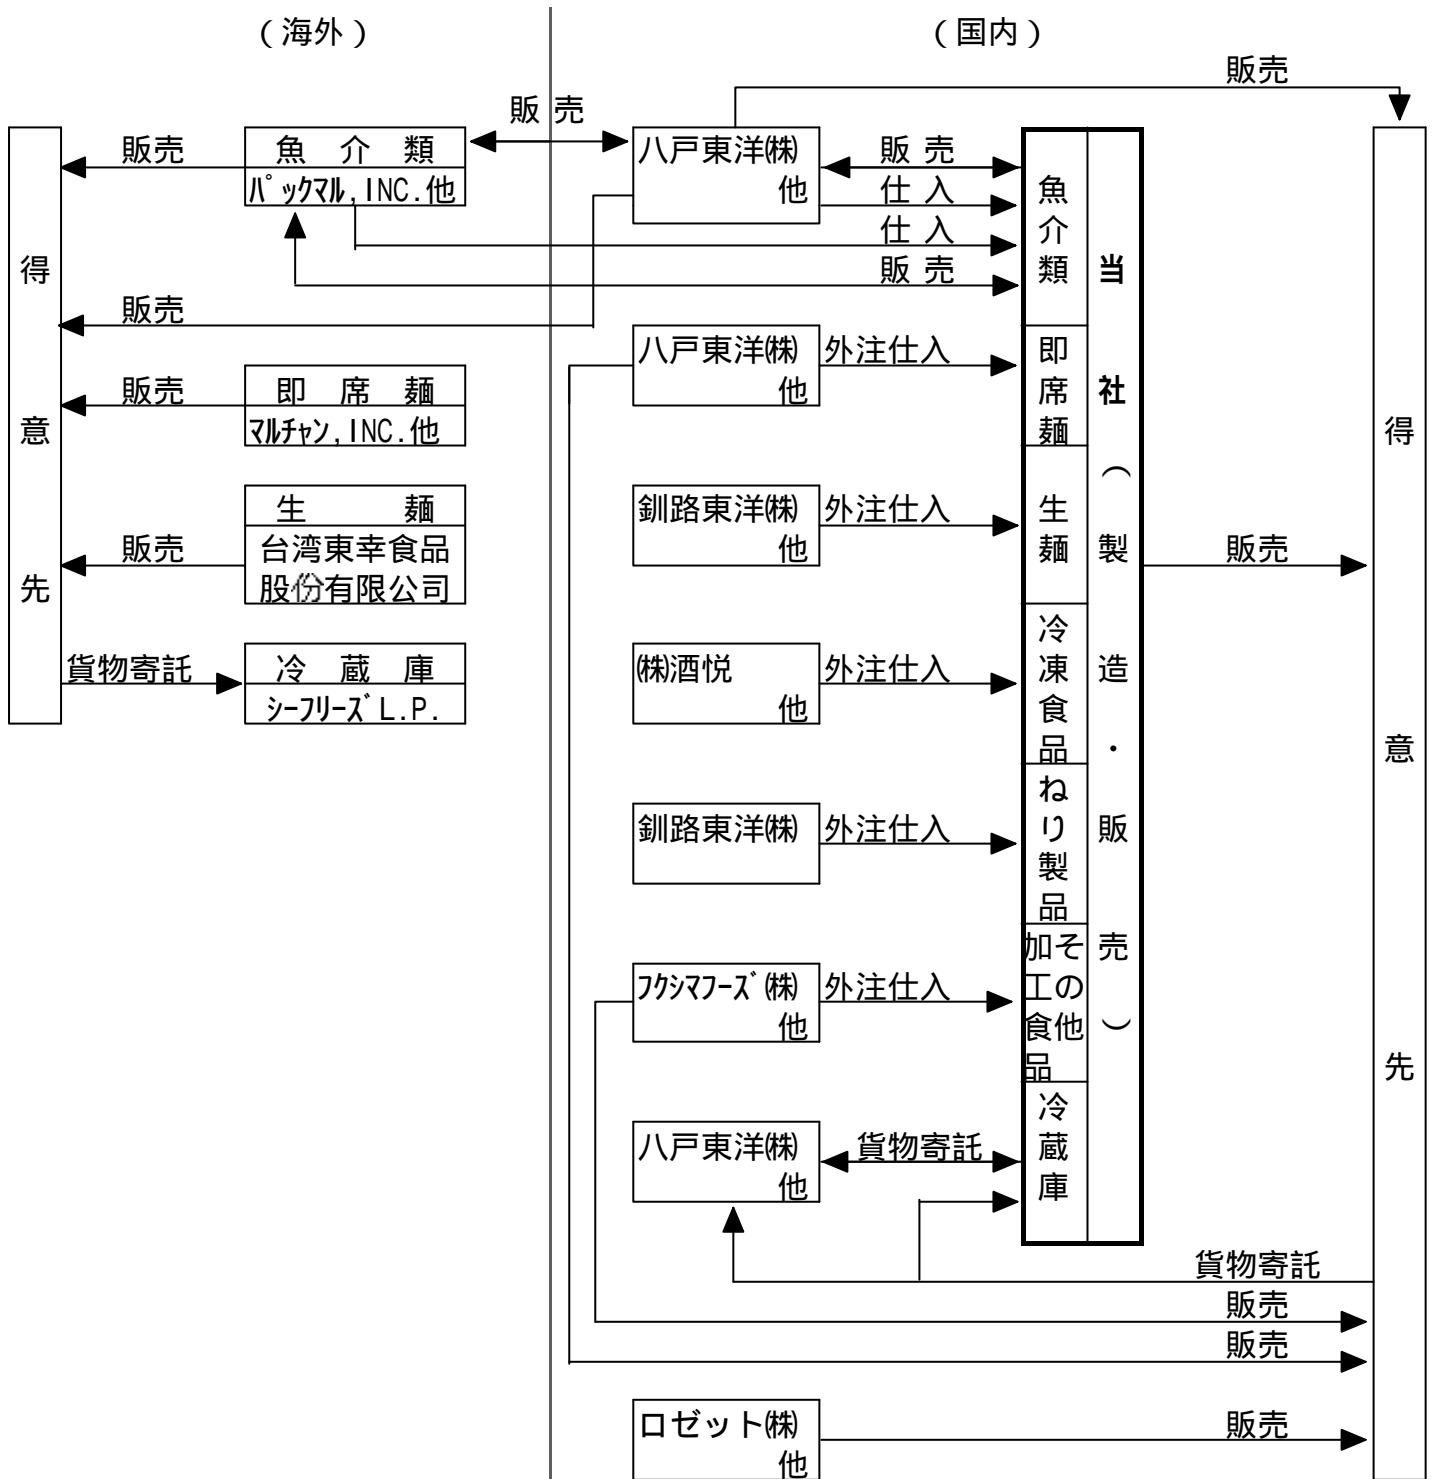 （海外）
（国内）
販売
販 売
得意先
販売
魚 介 類
パックマル,INC.他
販売
販売
即 席 麺
マルチャン,INC.他
販売
生 麺
台湾東幸食品
股份有限公司
貨物寄託
冷 蔵 庫
シーフリーズ L.P.
八戸東洋㈱
他
販 売
仕 入
仕 入
販 売
八戸東洋㈱
他
外注仕入
釧路東洋㈱
他
外注仕入
㈱酒悦
他
外注仕入
釧路東洋㈱
外注仕入
フクシマフーズ㈱
他
外注仕入
八戸東洋㈱
他
貨物寄託
魚介類
即席麺
生麺
冷凍食品
ねり製品
その他
加工食品
冷蔵庫
当社（製造・販売）
販売
得意先
貨物寄託
販売
販売
ロゼット㈱
他
販売